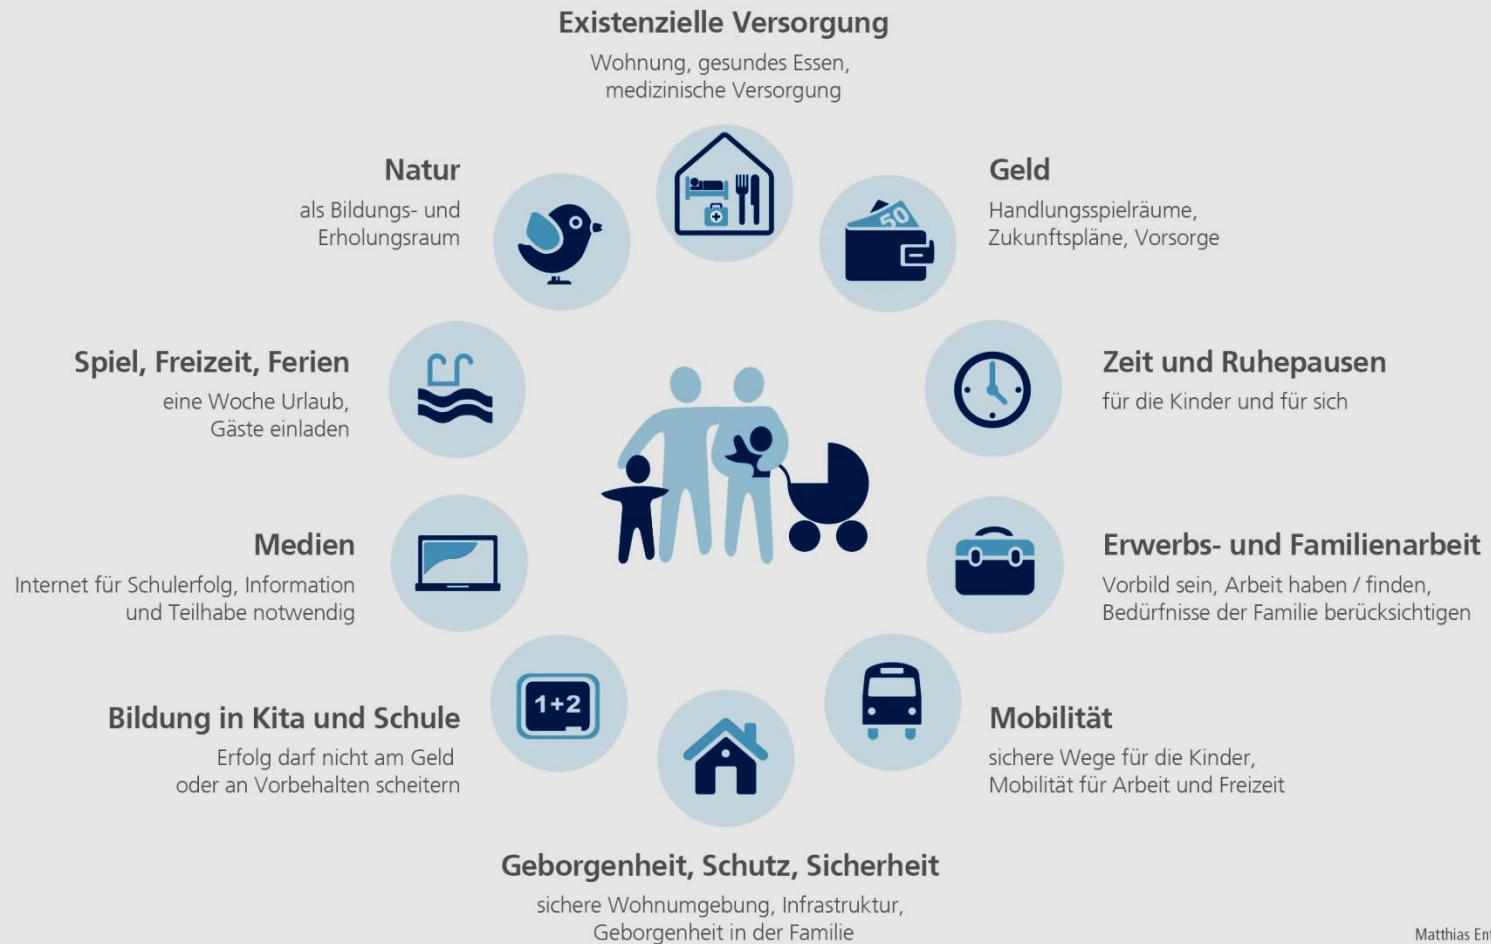 Existenzielle Versorgung
Wohnung, gesundes Essen,
medizinische Versorgung
Natur
als Bildungs- und
Erholungsraum
50
Geld
Handlungsspielräume,
Zukunftspläne, Vorsorge
Spiel, Freizeit, Ferien
eine Woche Urlaub,
Gäste einladen
Zeit und Ruhepausen
für die Kinder und für sich
Medien
Internet für Schulerfolg, Information
und Teilhabe notwendig
Erwerbs- und Familienarbeit
Vorbild sein, Arbeit haben / finden,
Bedürfnisse der Familie berücksichtigen
Bildung in Kita und Schule
Erfolg darf nicht am Geld
oder an Vorbehalten scheitern
1+2
Mobilität
sichere Wege für die Kinder,
Mobilität für Arbeit und Freizeit
Geborgenheit, Schutz, Sicherheit
sichere Wohnumgebung, Infrastruktur,
Geborgenheit in der Familie
Matthias